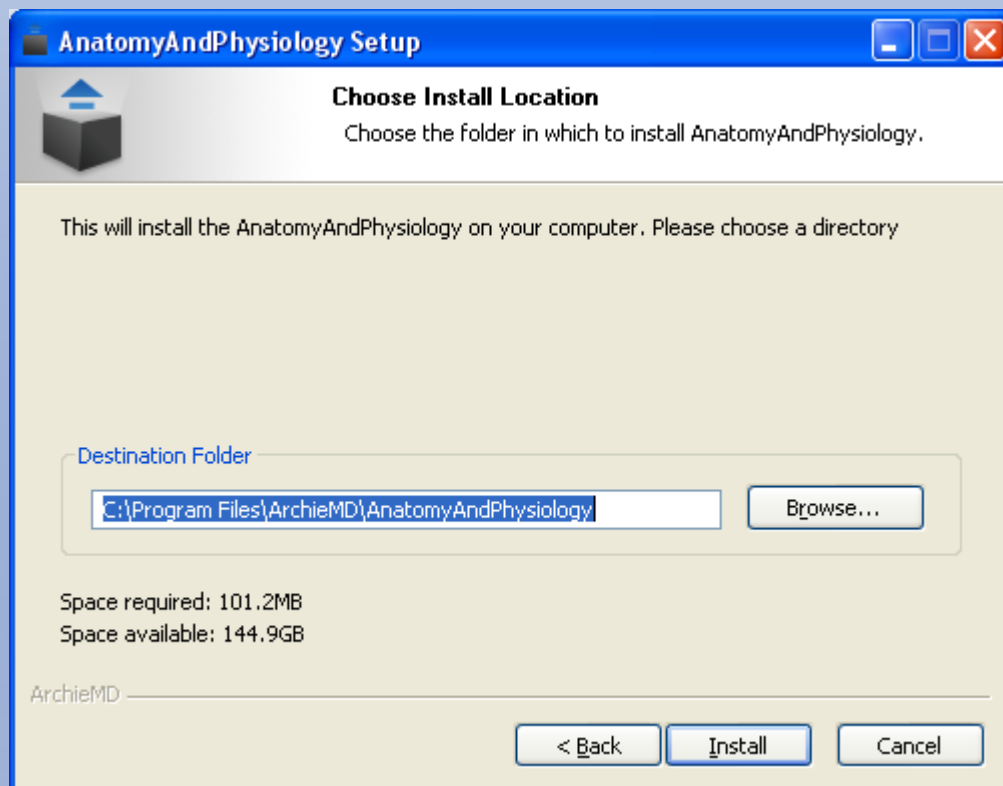 AnatomyAndPhysiology Setup
Choose Install Location
Choose the folder in which to install AnatomyAndPhysiology.
This will install the AnatomyAndPhysiology on your computer. Please choose a directory
Destination Folder
C:\Program Files\ArchieMD\AnatomyAndPhysiology
Browse...
Space required: 101.2MB
Space available: 144.9GB
ArchieMD
< Back Install Cancel